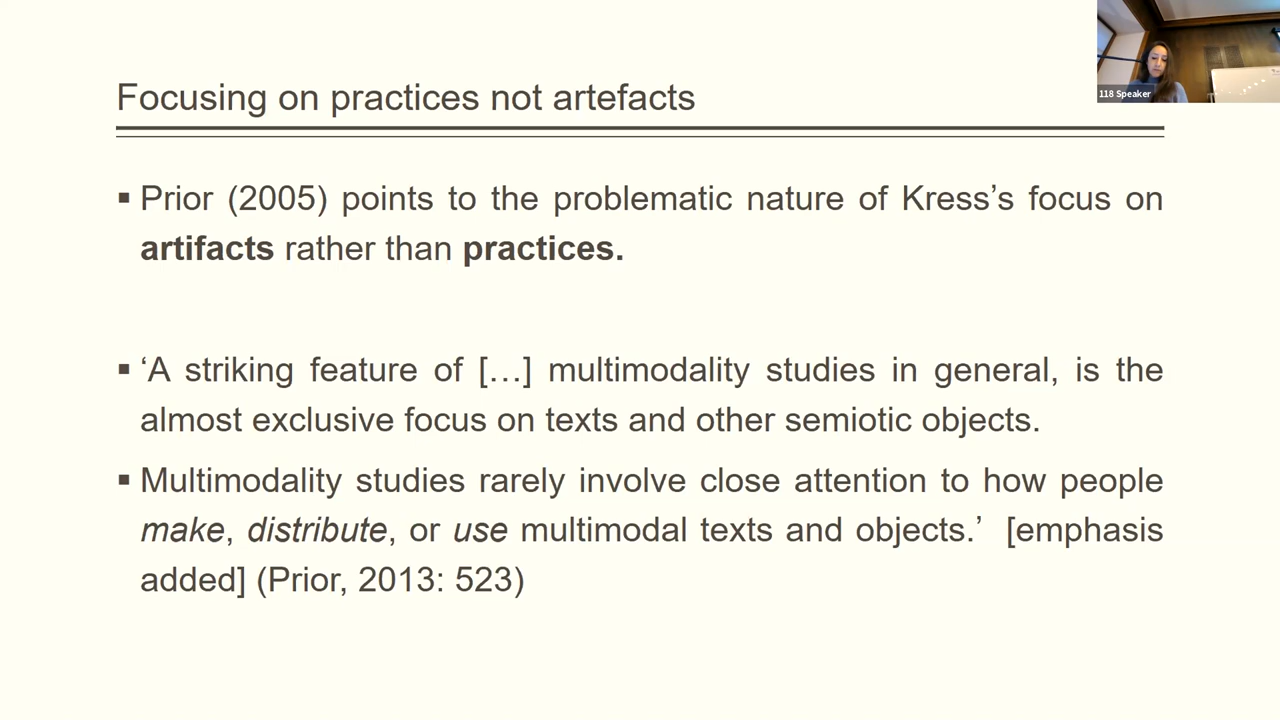 118 Speaker
Focusing on practices not artefacts
▪ Prior (2005) points to the problematic nature of Kress’s focus on
artifacts rather than practices.
▪ ‘A striking feature of […] multimodality studies in general, is the
almost exclusive focus on texts and other semiotic objects.
▪ Multimodality studies rarely involve close attention to how people
make, distribute, or use multimodal texts and objects.’ [emphasis
added] (Prior, 2013: 523)